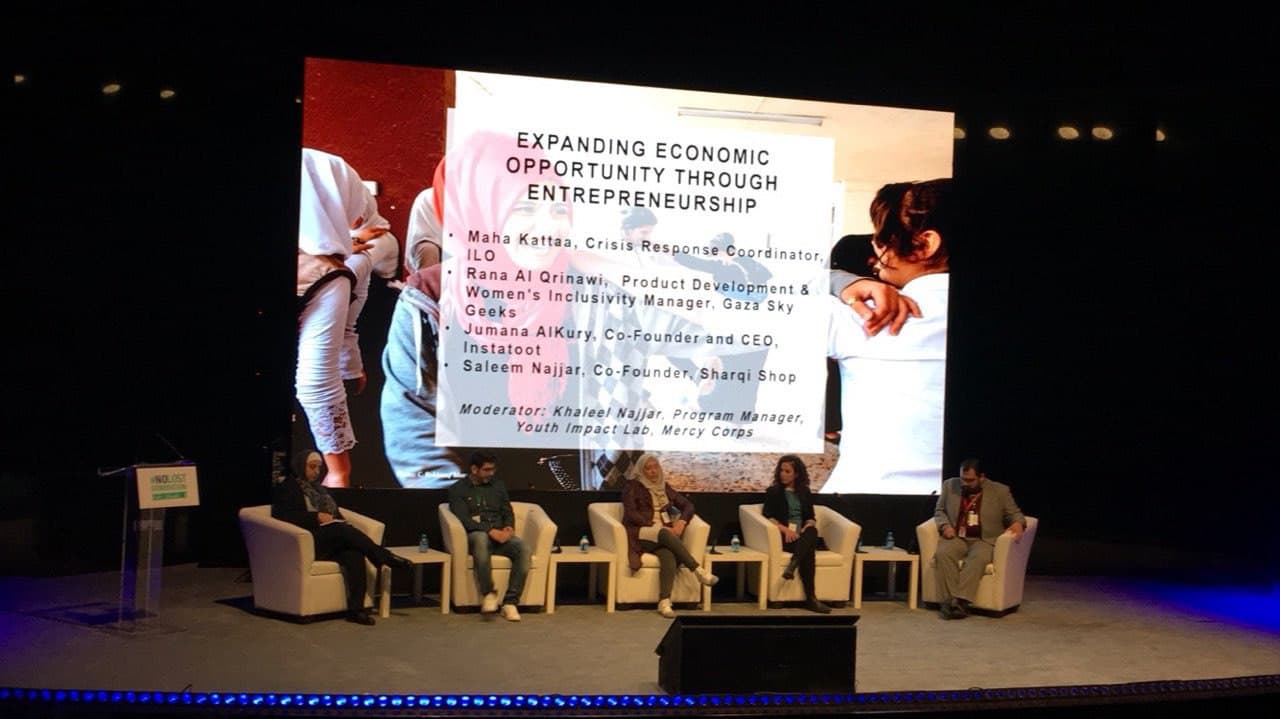 EXPANDING ECONOMIC
OPPORTUNITY THROUGH
ENTREPRENEURSHIP
• Maha Kattaa, Crisis Response Coordinator,
ILO
• Rana Al Qrinawi, Product Development &
Women's Inclusivity Manager, Gaza Sky
Geeks
• Jumana AlKury, Co-Founder and CEO,
Instatoot
• Saleem Najjar, Co-Founder, Sharqi Shop
Moderator: Khaleel Najjar, Program Manager,
Youth Impact Lab, Mercy Corps
#NOLOST
GENERATION